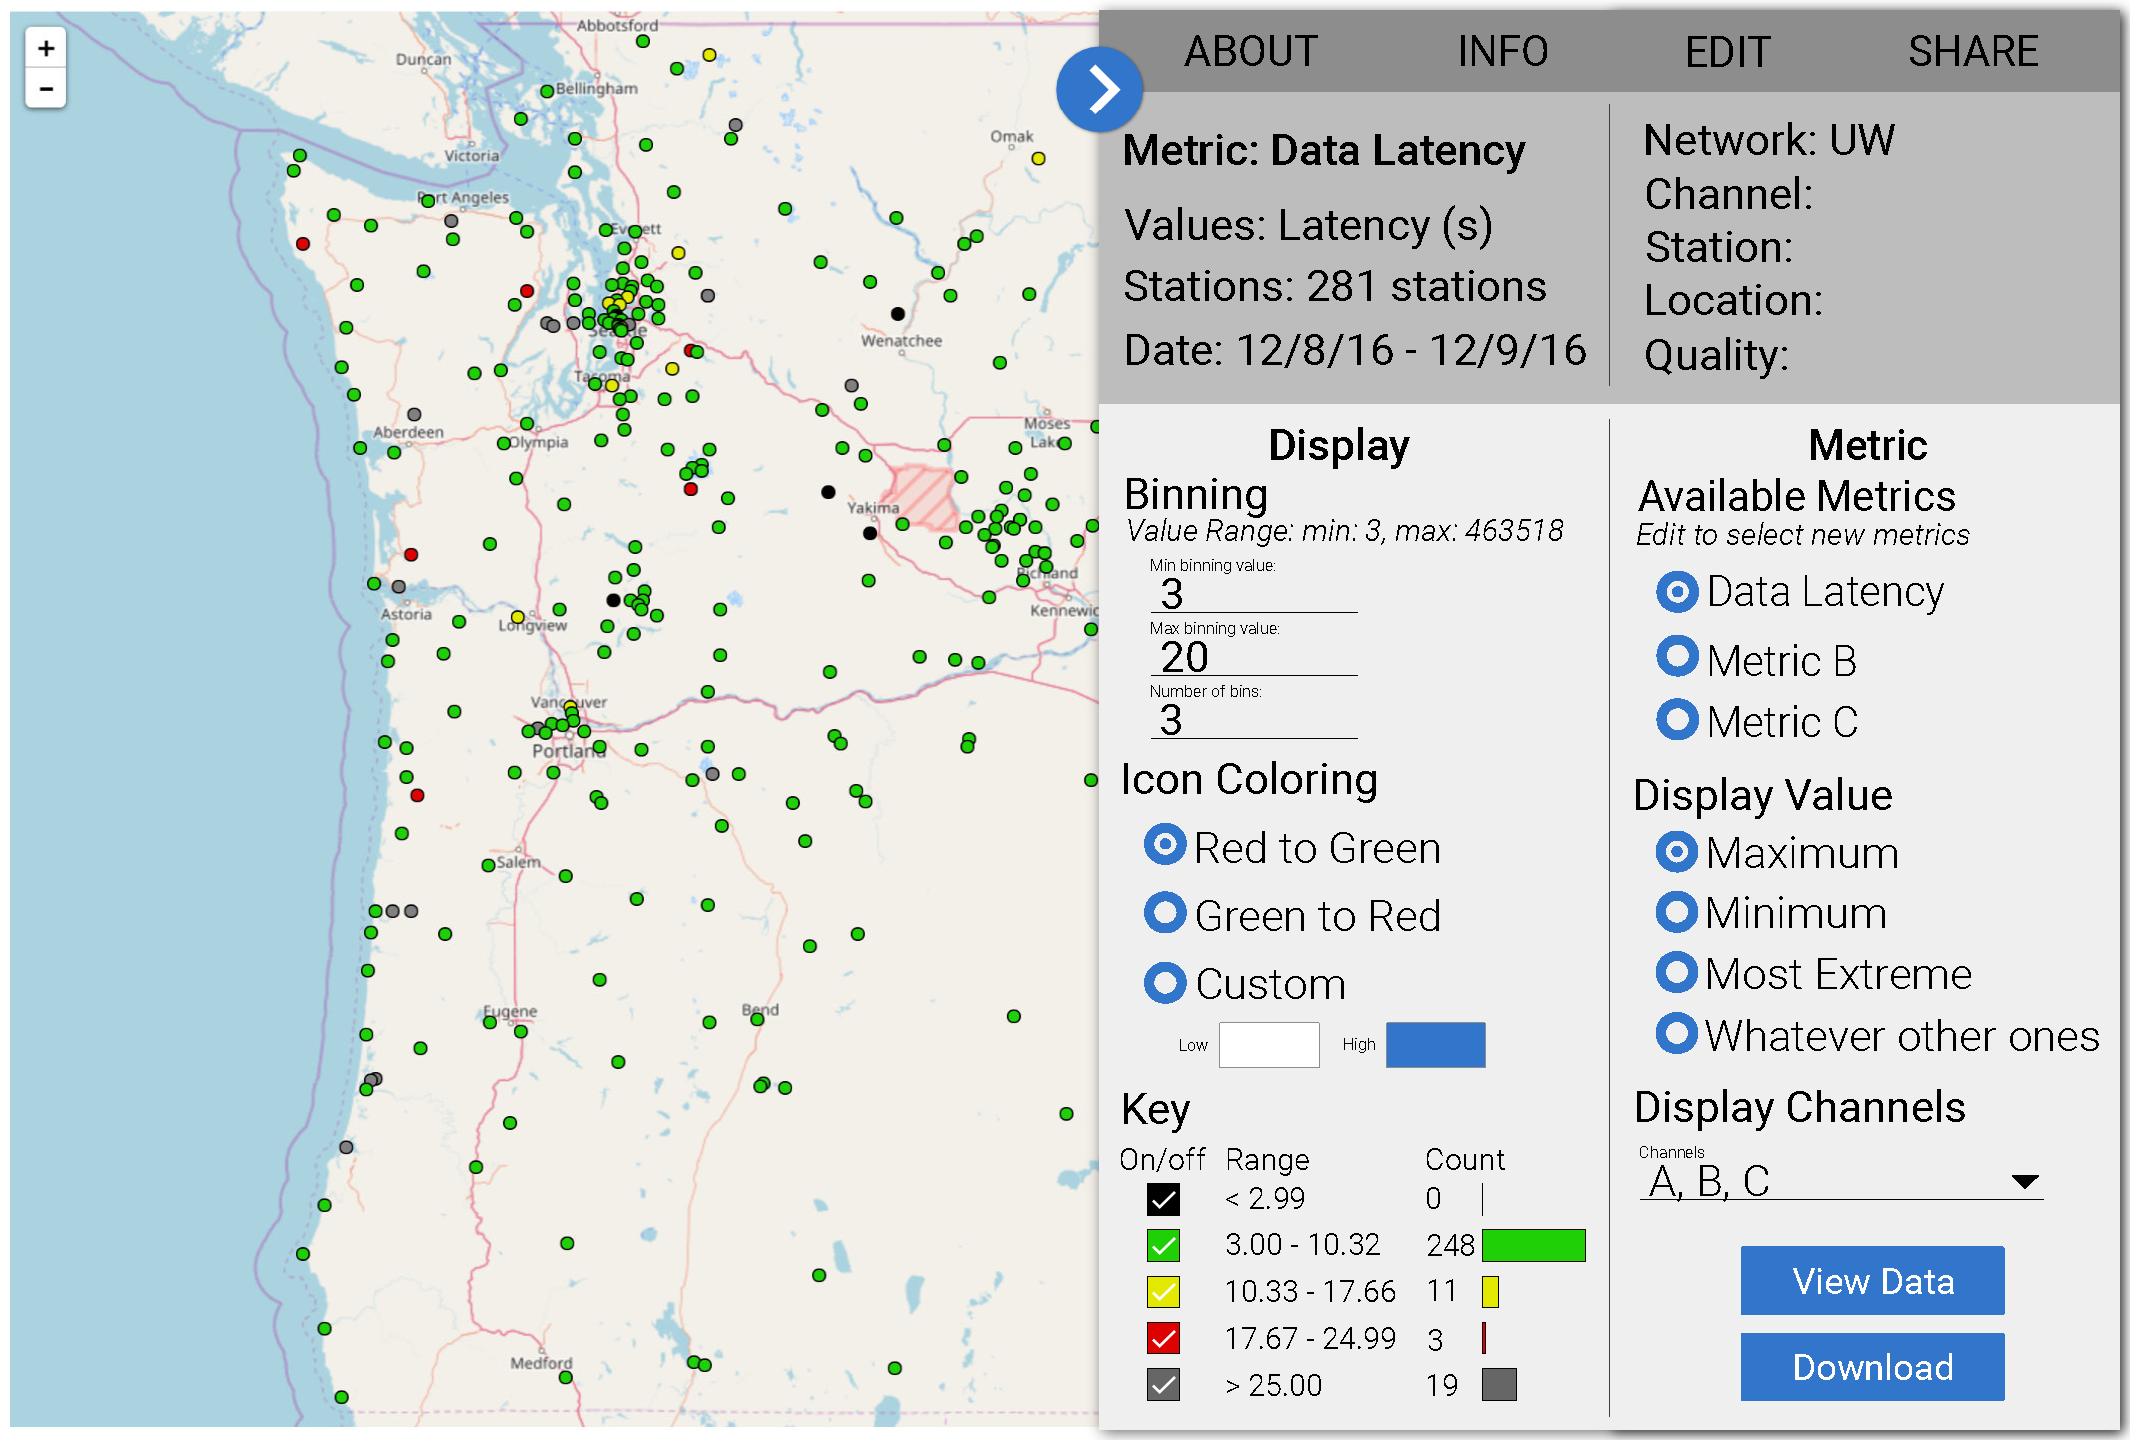 +
−
Abbotsford
Duncan
Bellingham
Victoria
Omak
Port Angeles
Everett
Seattle
Wenatchee
Tacoma
Aberdeen
Olympia
Moses
Lake
Yakima
Richland
Astoria
Longview
Kennewic
Vancouver
Portland
Salem
Eugene
Bend
Medford
ABOUT INFO EDIT SHARE
Metric: Data Latency
Values: Latency (s)
Stations: 281 stations
Date: 12/8/16 - 12/9/16
Network: UW
Channel:
Station:
Location:
Quality:
Display
Binning
Value Range: min: 3, max: 463518
Min binning value:
3
Max binning value:
20
Number of bins:
3
Icon Coloring
Red to Green
Green to Red
Custom
Low High
Key
On/off Range Count
< 2.99 0
3.00 - 10.32 248
10.33 - 17.66 11
17.67 - 24.99 3
> 25.00 19
Metric
Available Metrics
Edit to select new metrics
Data Latency
Metric B
Metric C
Display Value
Maximum
Minimum
Most Extreme
Whatever other ones
Display Channels
Channels
A, B, C
View Data
Download